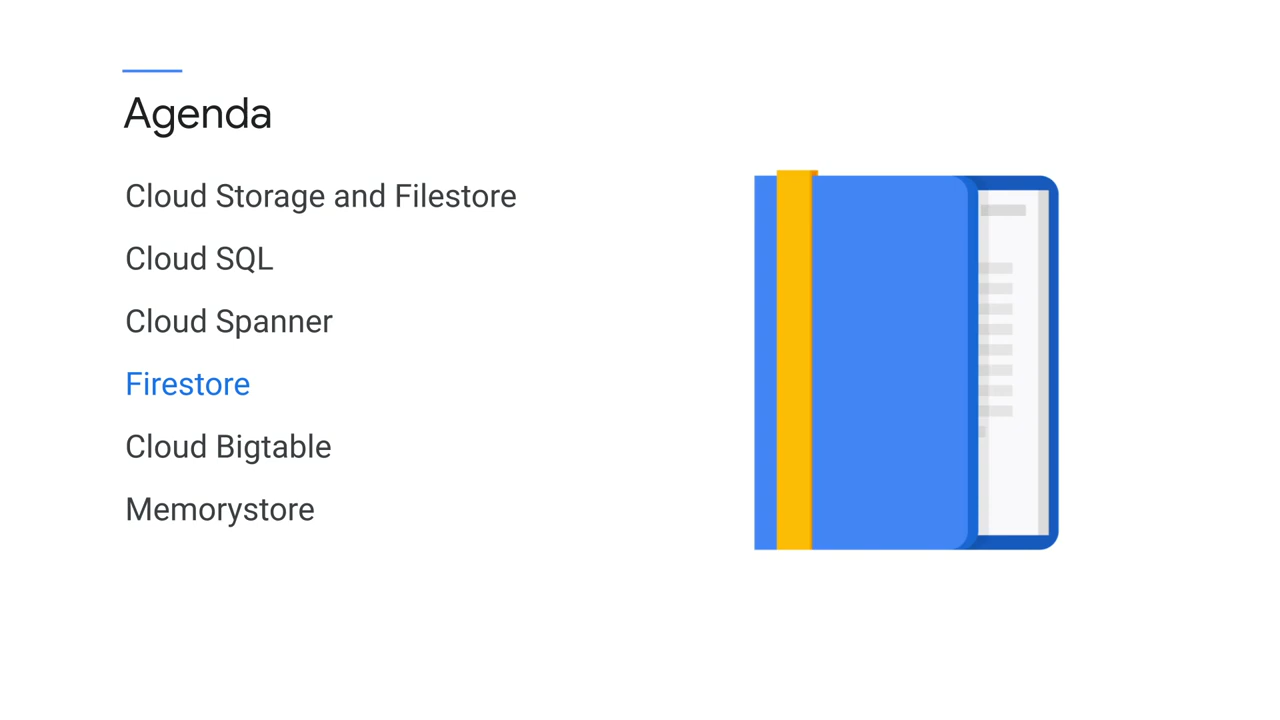 Agenda
Cloud Storage and Filestore
Cloud SQL
Cloud Spanner
Firestore
Cloud Bigtable
Memorystore